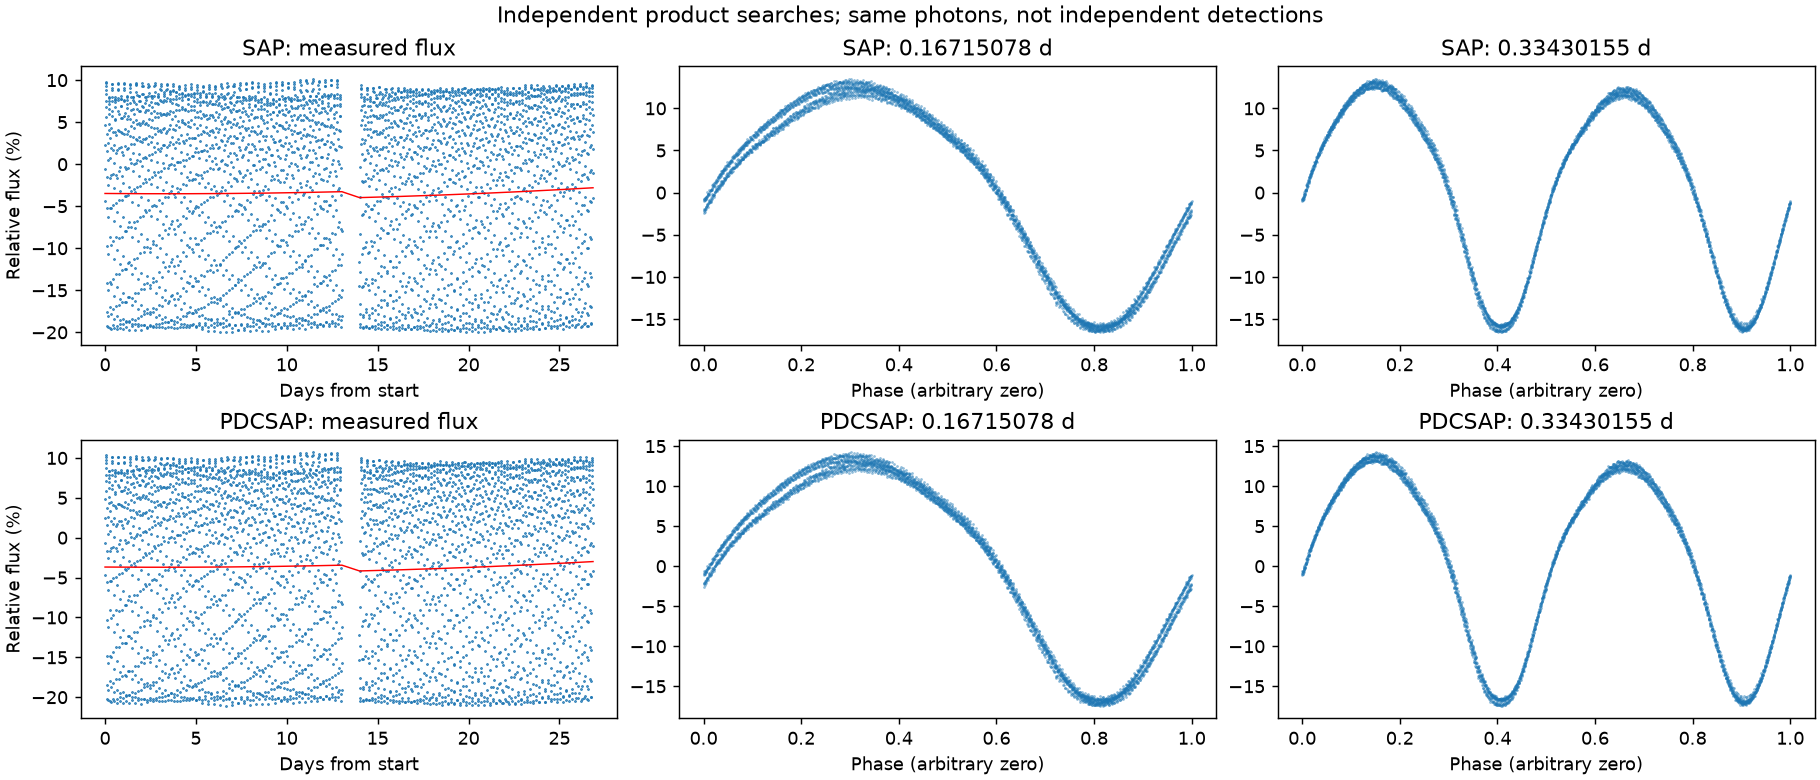 Independent product searches; same photons, not independent detections
SAP: measured flux
Relative flux (%)
10
5
0
−5
−10
−15
−20
0 5 10 15 20 25
Days from start
SAP: 0.16715078 d
10
5
0
−5
−10
−15
0.0 0.2 0.4 0.6 0.8 1.0
Phase (arbitrary zero)
SAP: 0.33430155 d
10
5
0
−5
−10
−15
0.0 0.2 0.4 0.6 0.8 1.0
Phase (arbitrary zero)
PDCSAP: measured flux
Relative flux (%)
10
5
0
−5
−10
−15
−20
0 5 10 15 20 25
Days from start
PDCSAP: 0.16715078 d
15
10
5
0
−5
−10
−15
0.0 0.2 0.4 0.6 0.8 1.0
Phase (arbitrary zero)
PDCSAP: 0.33430155 d
15
10
5
0
−5
−10
−15
0.0 0.2 0.4 0.6 0.8 1.0
Phase (arbitrary zero)